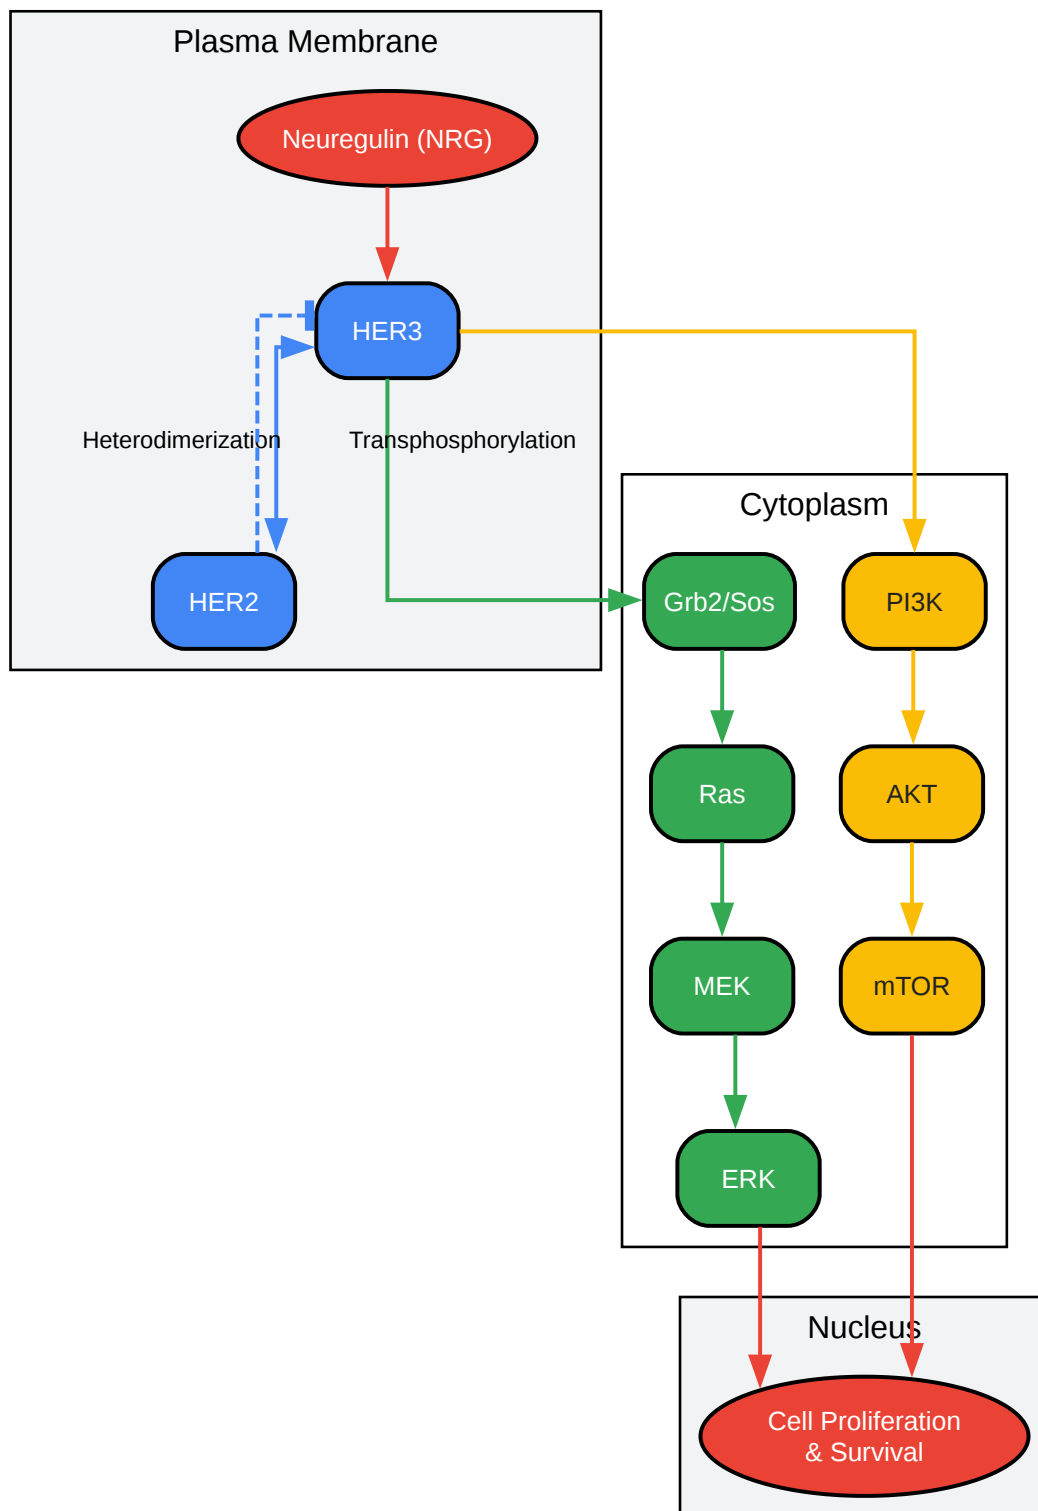 Plasma Membrane
Neuregulin (NRG)
HER3
Heterodimerization
Transphosphorylation
HER2
Cytoplasm
Grb2/Sos
PI3K
Ras
AKT
MEK
mTOR
ERK
Nucleus
Cell Proliferation
& Survival